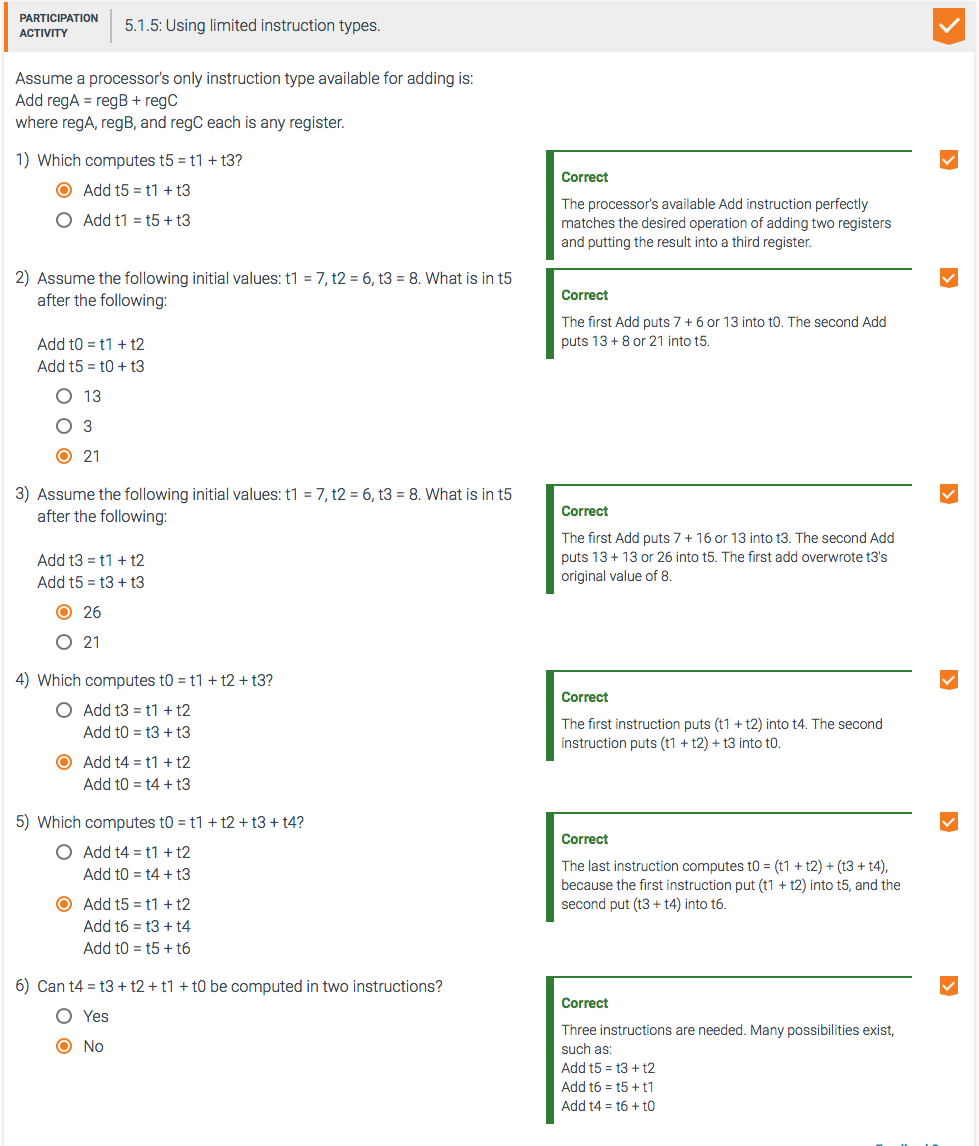 PARTICIPATION
ACTIVITY
5.1.5: Using limited instruction types.
Assume a processor's only instruction type available for adding is:
Add regA = regB + regC
where regA, regB, and regC each is any register.
1) Which computes t5 = t1 + t3?
Add t5 = t1 + t3
Add t1 = t5 + t3
Correct
The processor's available Add instruction perfectly
matches the desired operation of adding two registers
and putting the result into a third register.
2) Assume the following initial values: t1 = 7, t2 = 6, t3 = 8. What is in t5
after the following:
Add t0 = t1 + t2
Add t5 = t0 + t3
13
3
21
Correct
The first Add puts 7 + 6 or 13 into t0. The second Add
puts 13 + 8 or 21 into t5.
3) Assume the following initial values: t1 = 7, t2 = 6, t3 = 8. What is in t5
after the following:
Add t3 = t1 + t2
Add t5 = t3 + t3
26
21
Correct
The first Add puts 7 + 16 or 13 into t3. The second Add
puts 13 + 13 or 26 into t5. The first add overwrote t3's
original value of 8.
4) Which computes t0 = t1 + t2 + t3?
Add t3 = t1 + t2
Add t0 = t3 + t3
Add t4 = t1 + t2
Add t0 = t4 + t3
Correct
The first instruction puts (t1 + t2) into t4. The second
instruction puts (t1 + t2) + t3 into t0.
5) Which computes t0 = t1 + t2 + t3 + t4?
Add t4 = t1 + t2
Add t0 = t4 + t3
Add t5 = t1 + t2
Add t6 = t3 + t4
Add t0 = t5 + t6
Correct
The last instruction computes t0 = (t1 + t2) + (t3 + t4),
because the first instruction put (t1 + t2) into t5, and the
second put (t3 + t4) into t6.
6) Can t4 = t3 + t2 + t1 + t0 be computed in two instructions?
Yes
No
Correct
Three instructions are needed. Many possibilities exist,
such as:
Add t5 = t3 + t2
Add t6 = t5 + t1
Add t4 = t6 + t0